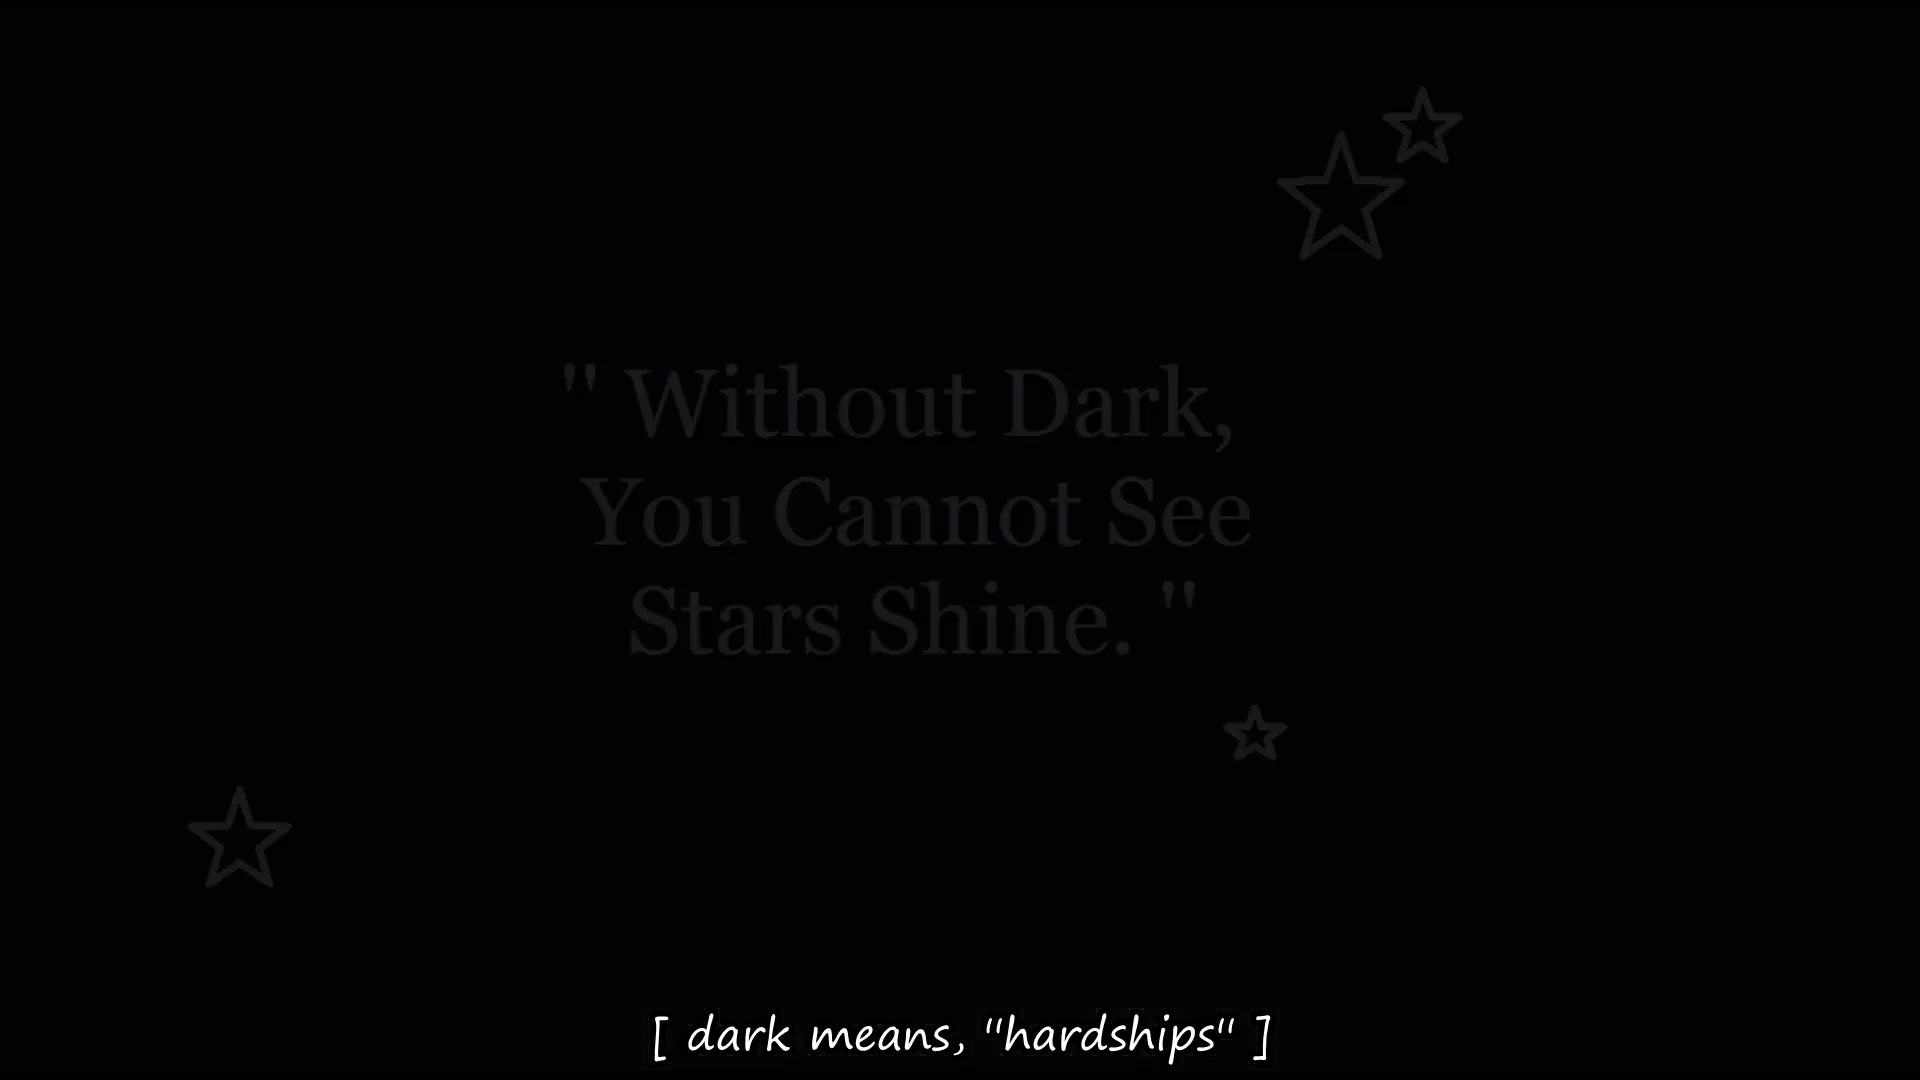 " Without Dark,
You Cannot See
Stars Shine. "
[ dark means, "hardships" ]